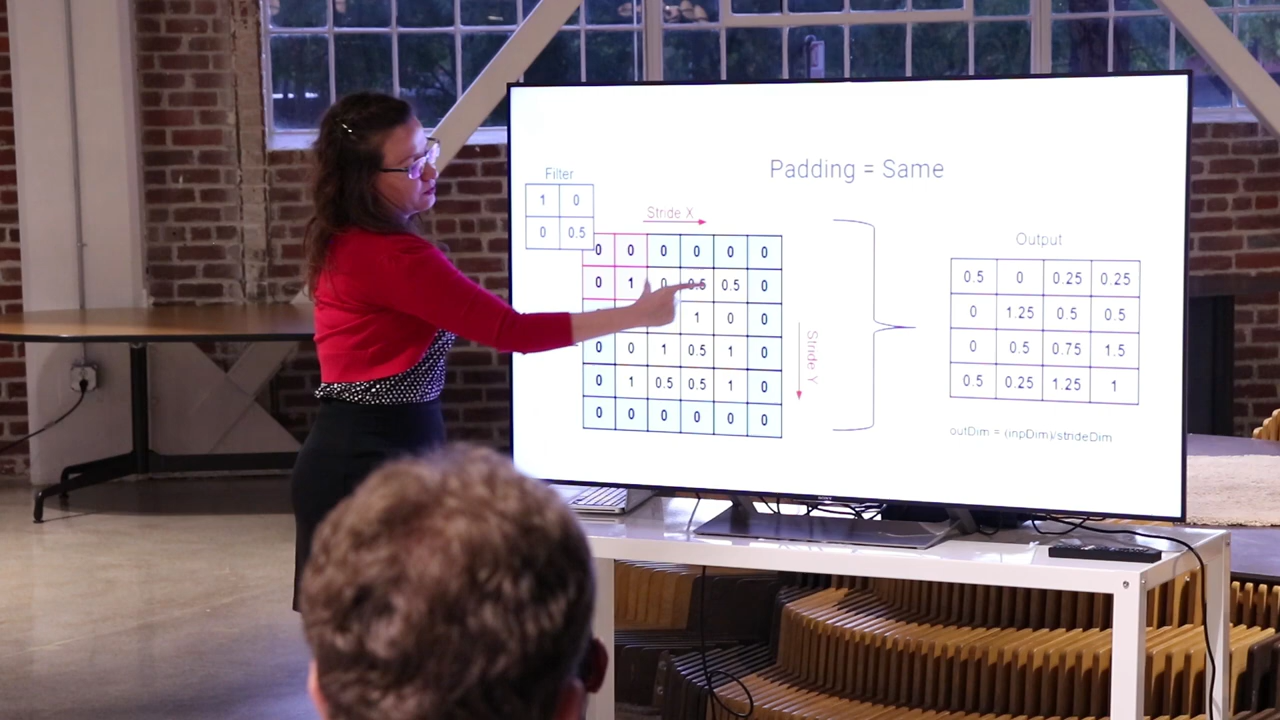 Padding = Same
Filter
1 0
0 0.5
Stride X
0 0 0 0 0 0
0 1 0 0.5 0.5 0
1 0 0
0 0 1 0.5 1 0
0 1 0.5 0.5 1 0
0 0 0 0 0 0
Stride Y
Output
0.5 0 0.25 0.25
0 1.25 0.5 0.5
0 0.5 0.75 1.5
0.5 0.25 1.25 1
outDim = (inpDim)/strideDim
SONY